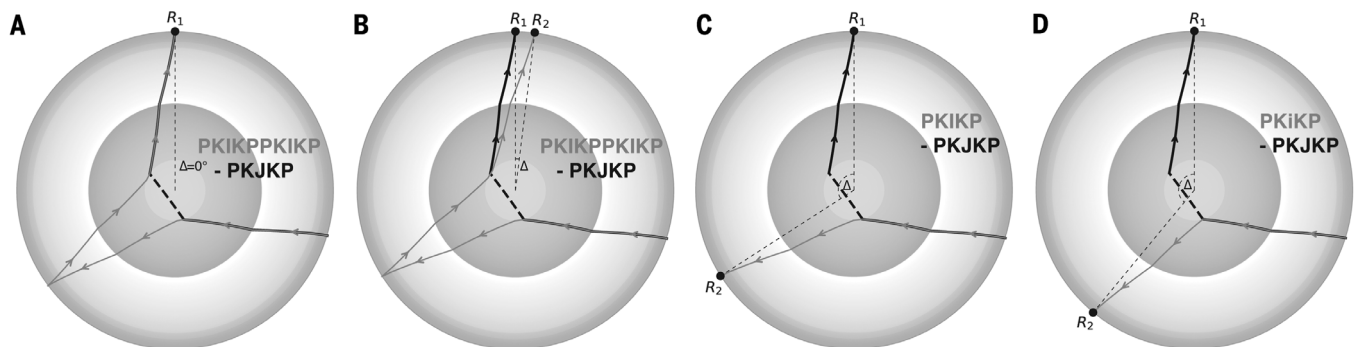 A
R1
PKIKPPKIKP
Δ=0°
- PKJKP
B
R1 R2
PKIKPPKIKP
Δ
- PKJKP
C
R1
PKIKP
- PKJKP
Δ
R2
D
R1
PKiKP
- PKJKP
Δ
R2